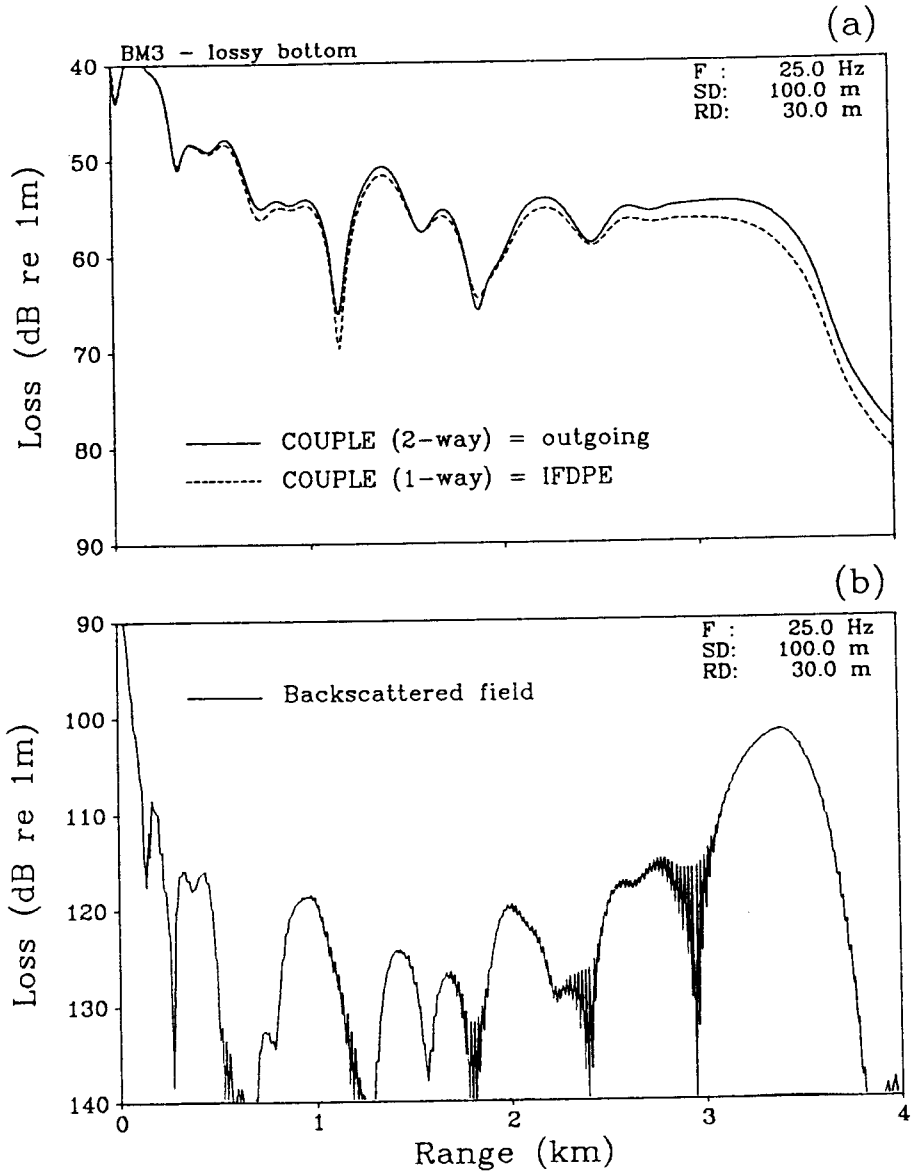 (a)
BM3 - lossy bottom
F : 25.0 Hz
SD: 100.0 m
RD: 30.0 m
40
50
60
70
80
90
Loss (dB re 1m)
COUPLE (2-way) = outgoing
COUPLE (1-way) = IFDPE
(b)
F : 25.0 Hz
SD: 100.0 m
RD: 30.0 m
90
100
110
120
130
140
Loss (dB re 1m)
Backscattered field
0 1 2 3 4
Range (km)